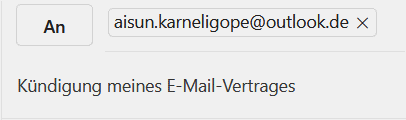 An aisun.karneligope@outlook.de ×
Kündigung meines E-Mail-Vertrages